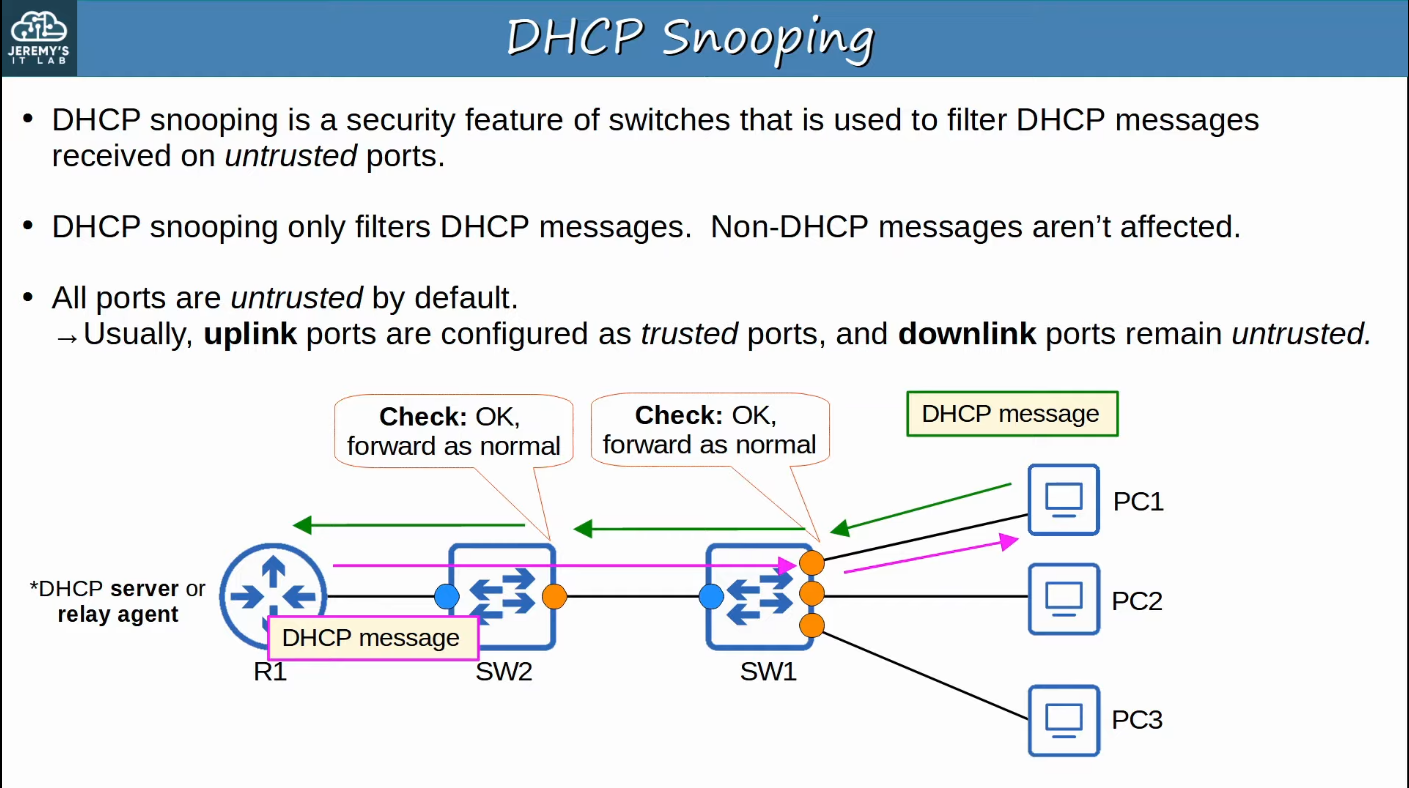 JEREMY'S
IT LAB
DHCP Snooping
• DHCP snooping is a security feature of switches that is used to filter DHCP messages
received on untrusted ports.
• DHCP snooping only filters DHCP messages.  Non-DHCP messages aren’t affected.
• All ports are untrusted by default.
→Usually, uplink ports are configured as trusted ports, and downlink ports remain untrusted.
Check: OK,
forward as normal
Check: OK,
forward as normal
DHCP message
PC1
*DHCP server or
relay agent
PC2
DHCP message
R1
SW2
SW1
PC3